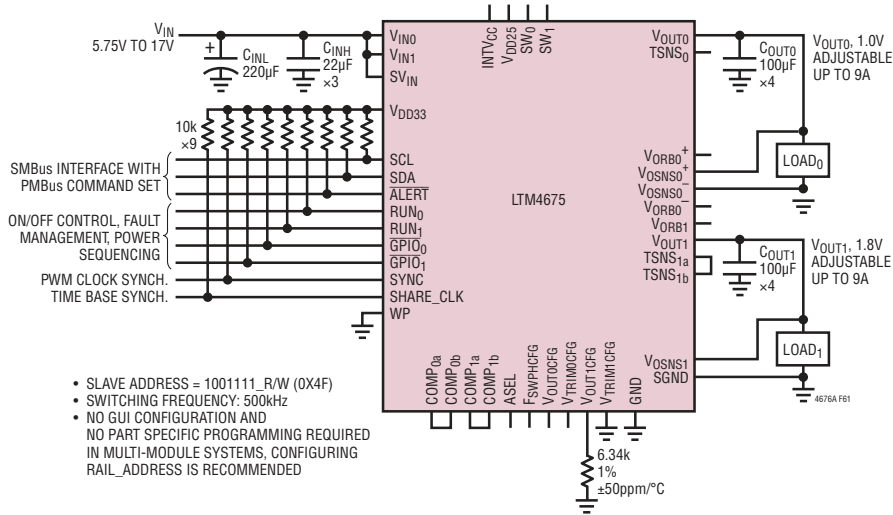 VIN
5.75V TO 17V
+
CINL
220µF
CINH
22µF
×3
10k
×9
SMBus INTERFACE WITH
PMBus COMMAND SET
ON/OFF CONTROL, FAULT
MANAGEMENT, POWER
SEQUENCING
PWM CLOCK SYNCH.
TIME BASE SYNCH.
VIN0
VIN1
SVIN
VDD33
SCL
SDA
ALERT
RUN0
RUN1
GPIO0
GPIO1
SYNC
SHARE_CLK
WP
INTVCC
VDD25
SW0
SW1
LTM4675
VOUT0
TSNS0
VORB0+
VOSNS0+
VOSNS0–
VORB0–
VORB1
VOUT1
TSNS1a
TSNS1b
VOSNS1
SGND
COMP0a
COMP0b
COMP1a
COMP1b
ASEL
FSWPHCFG
VOUT0CFG
VTRIM0CFG
VOUT1CFG
VTRIM1CFG
GND
COUT0
100µF
×4
VOUT0, 1.0V
ADJUSTABLE
UP TO 9A
LOAD0
COUT1
100µF
×4
VOUT1, 1.8V
ADJUSTABLE
UP TO 9A
LOAD1
4676A F61
6.34k
1%
±50ppm/°C
• SLAVE ADDRESS = 1001111_R/W (0X4F)
• SWITCHING FREQUENCY: 500kHz
• NO GUI CONFIGURATION AND
NO PART SPECIFIC PROGRAMMING REQUIRED
IN MULTI-MODULE SYSTEMS, CONFIGURING
RAIL_ADDRESS IS RECOMMENDED